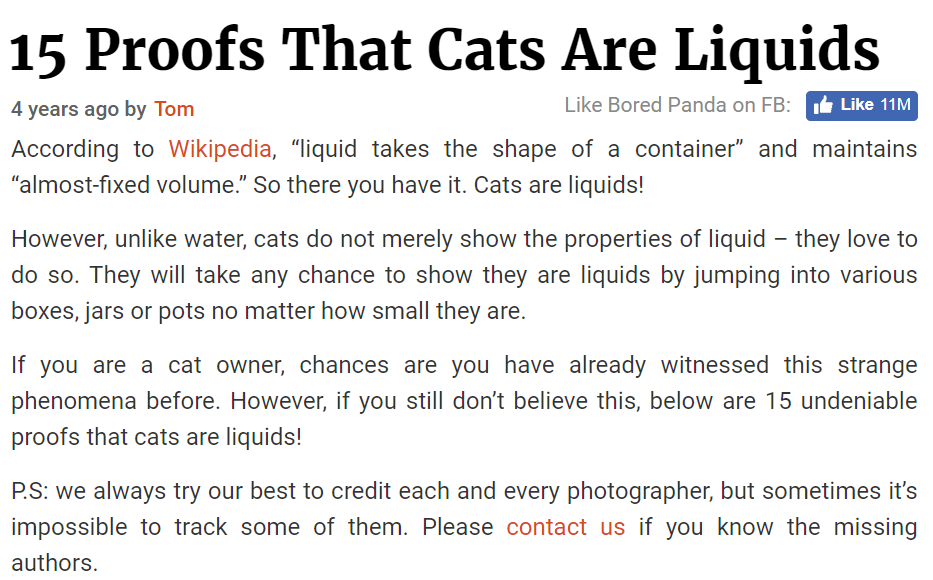 15 Proofs That Cats Are Liquids
4 years ago by Tom
Like Bored Panda on FB: Like 11M
According to Wikipedia, “liquid takes the shape of a container” and maintains
“almost-fixed volume.” So there you have it. Cats are liquids!
However, unlike water, cats do not merely show the properties of liquid – they love to
do so. They will take any chance to show they are liquids by jumping into various
boxes, jars or pots no matter how small they are.
If you are a cat owner, chances are you have already witnessed this strange
phenomena before. However, if you still don’t believe this, below are 15 undeniable
proofs that cats are liquids!
P.S: we always try our best to credit each and every photographer, but sometimes it’s
impossible to track some of them. Please contact us if you know the missing
authors.